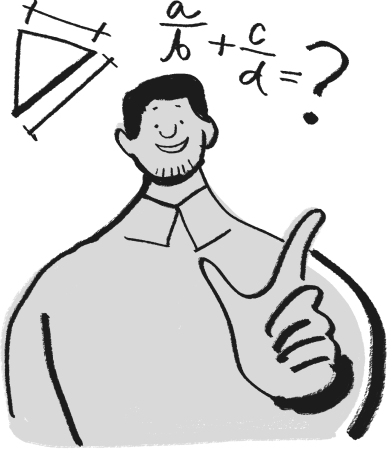 a/b + c/d = ?